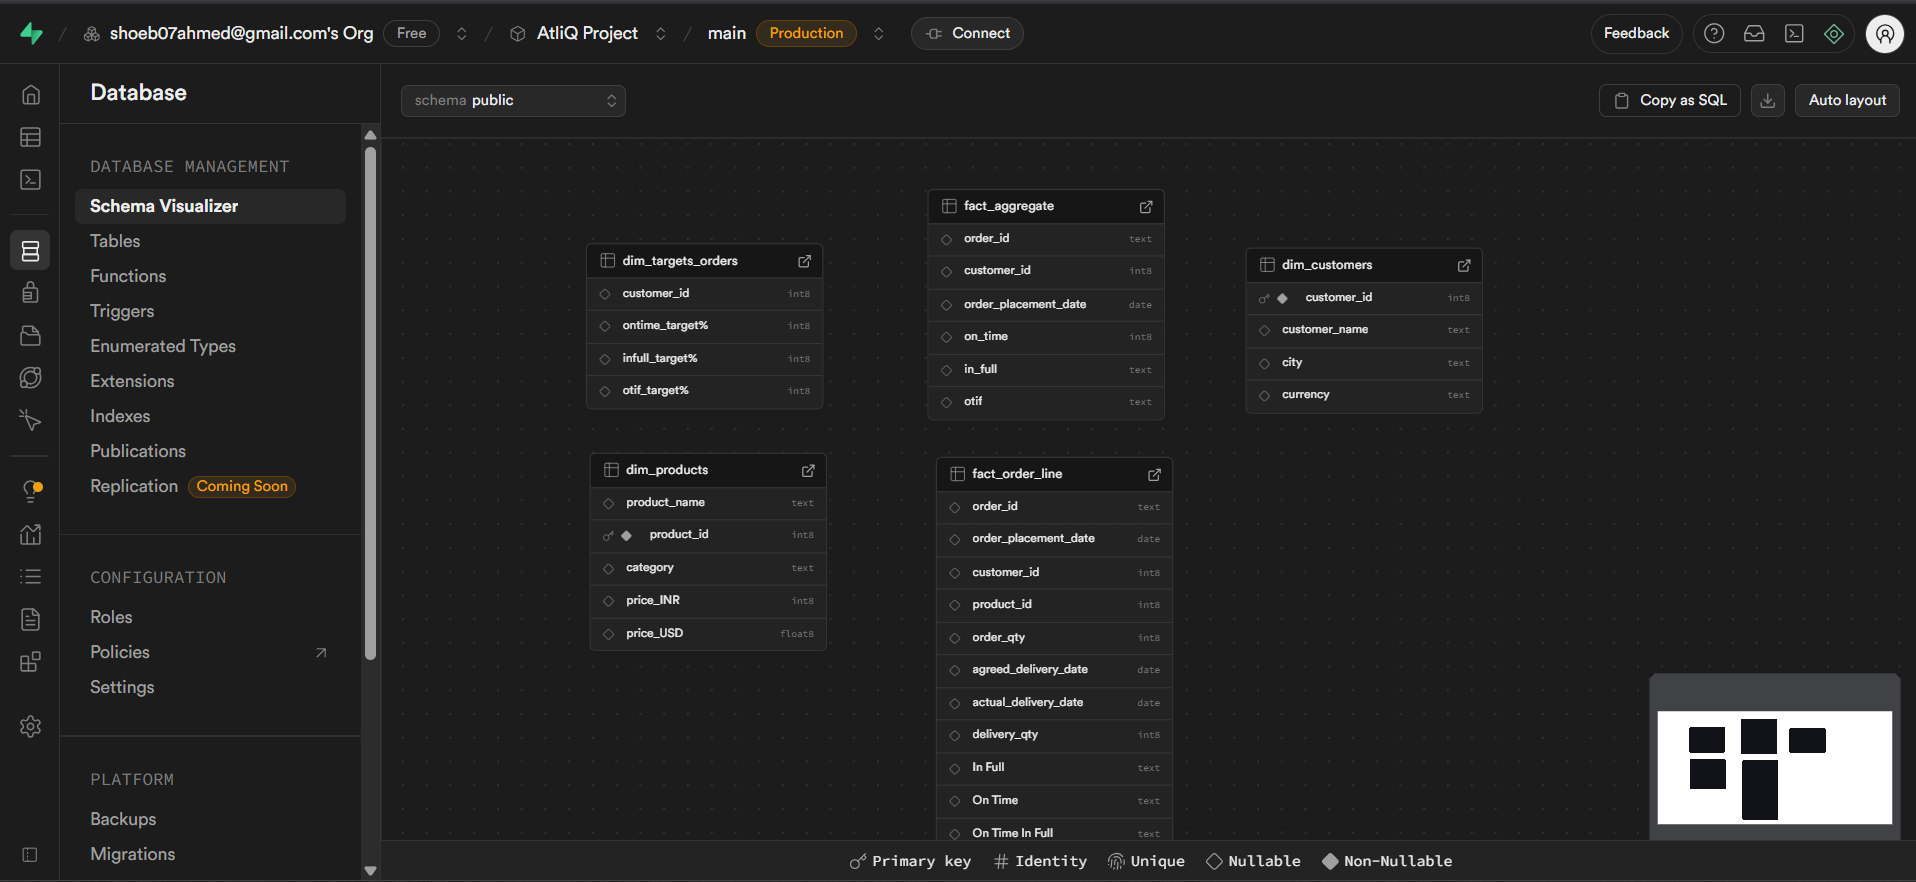 shoeb07ahmed@gmail.com's Org Free AtliQ Project main Production Connect Feedback
Database
schema public
Copy as SQL
Auto layout
DATABASE MANAGEMENT
Schema Visualizer
Tables
Functions
Triggers
Enumerated Types
Extensions
Indexes
Publications
Replication Coming Soon
CONFIGURATION
Roles
Policies
Settings
PLATFORM
Backups
Migrations
dim_targets_orders
customer_id int8
ontime_target% int8
infull_target% int8
otif_target% int8
dim_products
product_name text
product_id int8
category text
price_INR int8
price_USD float8
fact_aggregate
order_id text
customer_id int8
order_placement_date date
on_time int8
in_full text
otif text
fact_order_line
order_id text
order_placement_date date
customer_id int8
product_id int8
order_qty int8
agreed_delivery_date date
actual_delivery_date date
delivery_qty int8
In Full text
On Time text
On Time In Full text
dim_customers
customer_id int8
customer_name text
city text
currency text
Primary key Identity Unique Nullable Non-Nullable